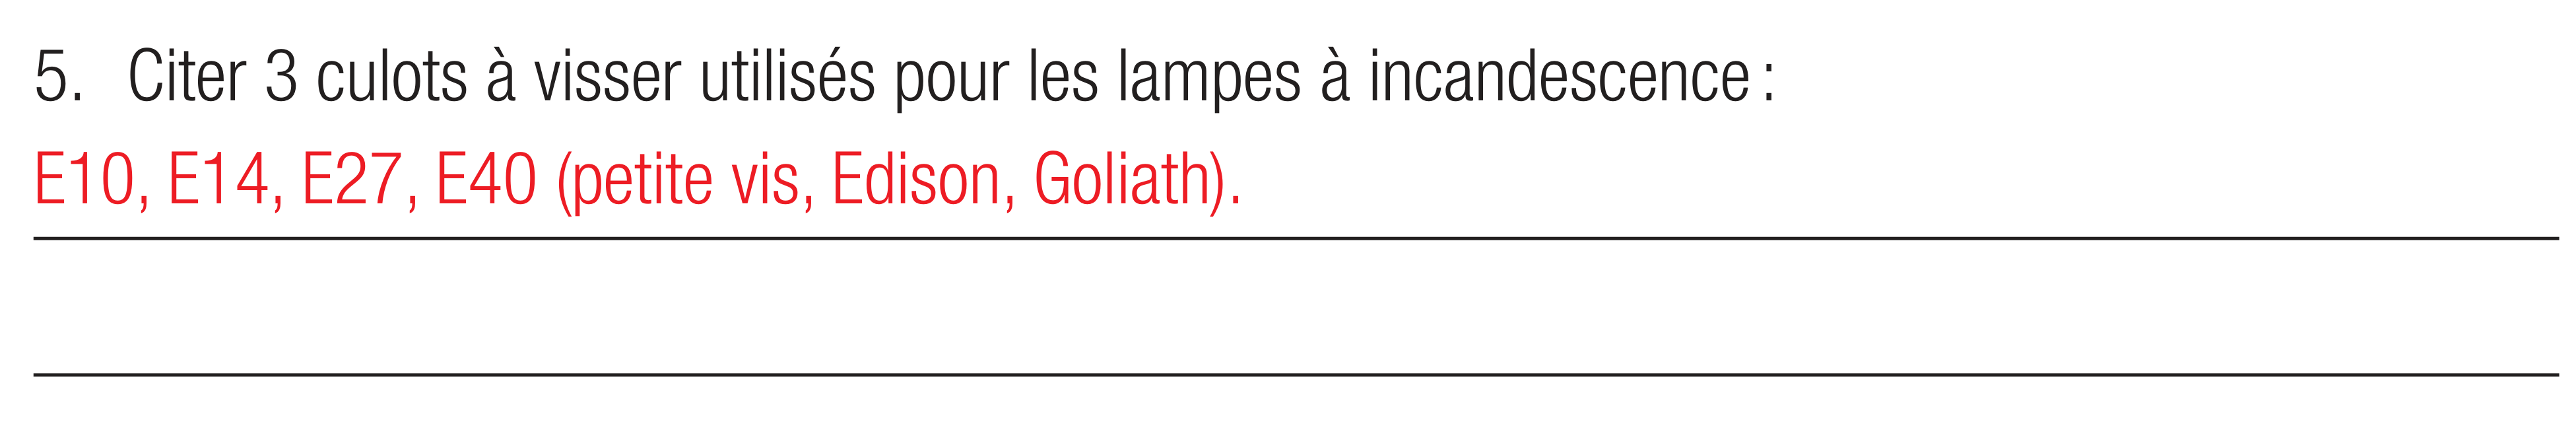 5. Citer 3 culots à visser utilisés pour les lampes à incandescence :
E10, E14, E27, E40 (petite vis, Edison, Goliath).